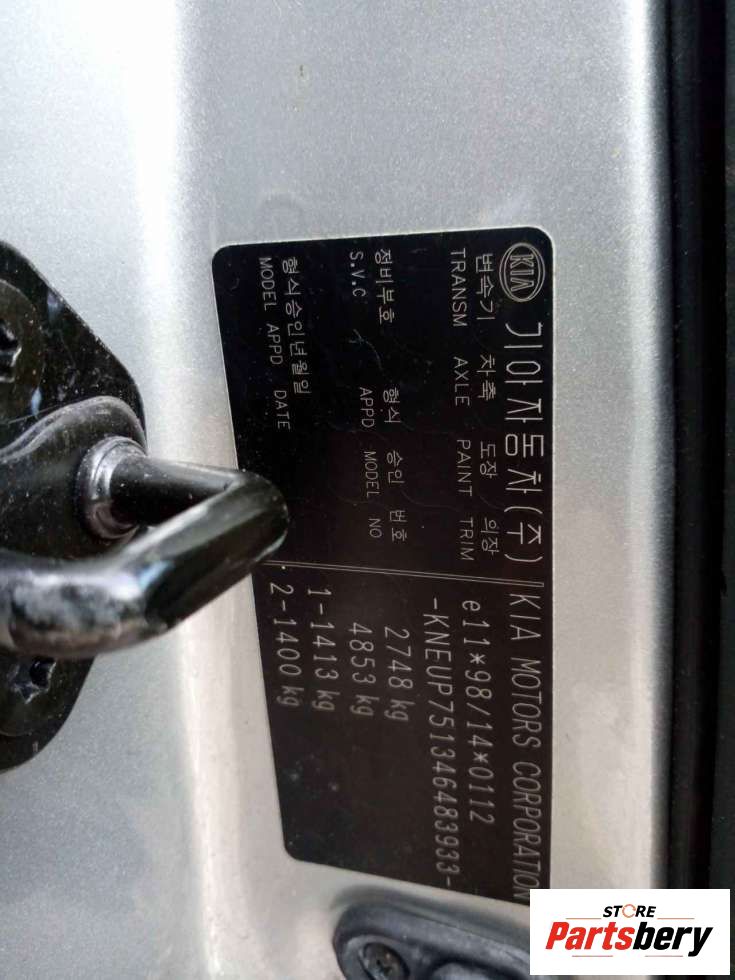 KIA 기아자동차(주) KIA MOTORS CORPORATION
변속기 차축 도장 의장
TRANSM AXLE PAINT TRIM
e11*98/14*0112
-KNEUP751346483933-
정비부호 형식 승인 번호
S.V.C APPD MODEL NO
2748 kg
4853 kg
형식승인년월일
MODEL APPD DATE
1-1413 kg
2-1400 kg
STORE
Partsbery